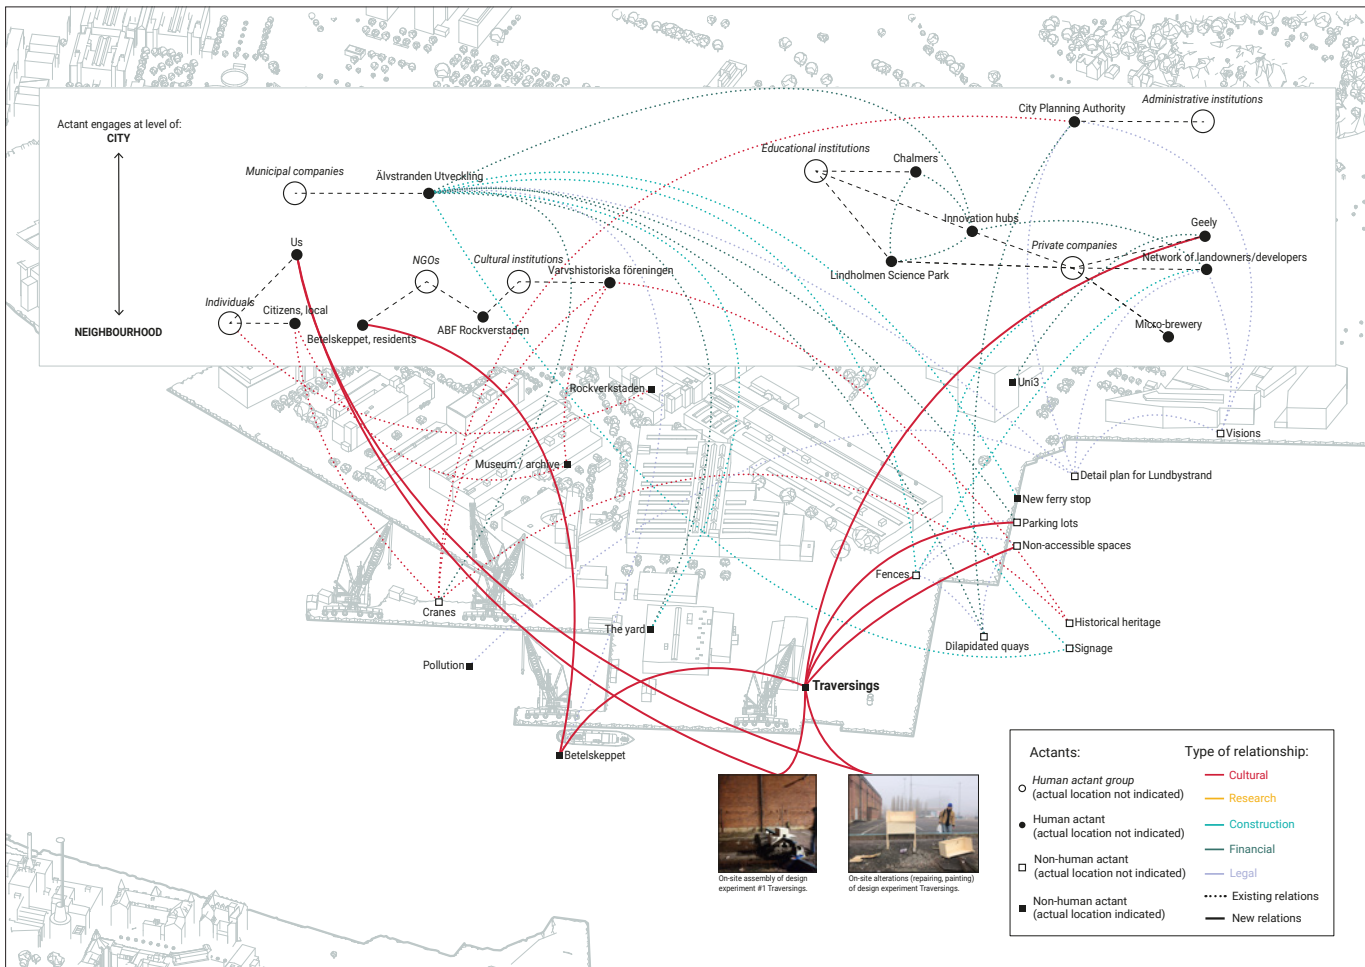 Actant engages at level of:
CITY
NEIGHBOURHOOD
Municipal companies
Älvstranden Utveckling
Us
Individuals
Citizens, local
NGOs
Betelskeppet, residents
Cultural institutions
ABF Rockverstaden
Varvshistoriska föreningen
Educational institutions
Chalmers
Innovation hubs
Lindholmen Science Park
City Planning Authority
Administrative institutions
Private companies
Geely
Network of landowners/developers
Micro-brewery
Rockverkstaden
Uni3
Visions
Museum / archive
Detail plan for Lundbystrand
New ferry stop
Parking lots
Non-accessible spaces
Fences
Cranes
The yard
Historical heritage
Dilapidated quays
Signage
Pollution
Traversings
Betelskeppet
On-site assembly of design
experiment #1 Traversings.
On-site alterations (repairing, painting)
of design experiment Traversings.
Actants:
Human actant group
(actual location not indicated)
Human actant
(actual location not indicated)
Non-human actant
(actual location not indicated)
Non-human actant
(actual location indicated)
Type of relationship:
Cultural
Research
Construction
Financial
Legal
Existing relations
New relations